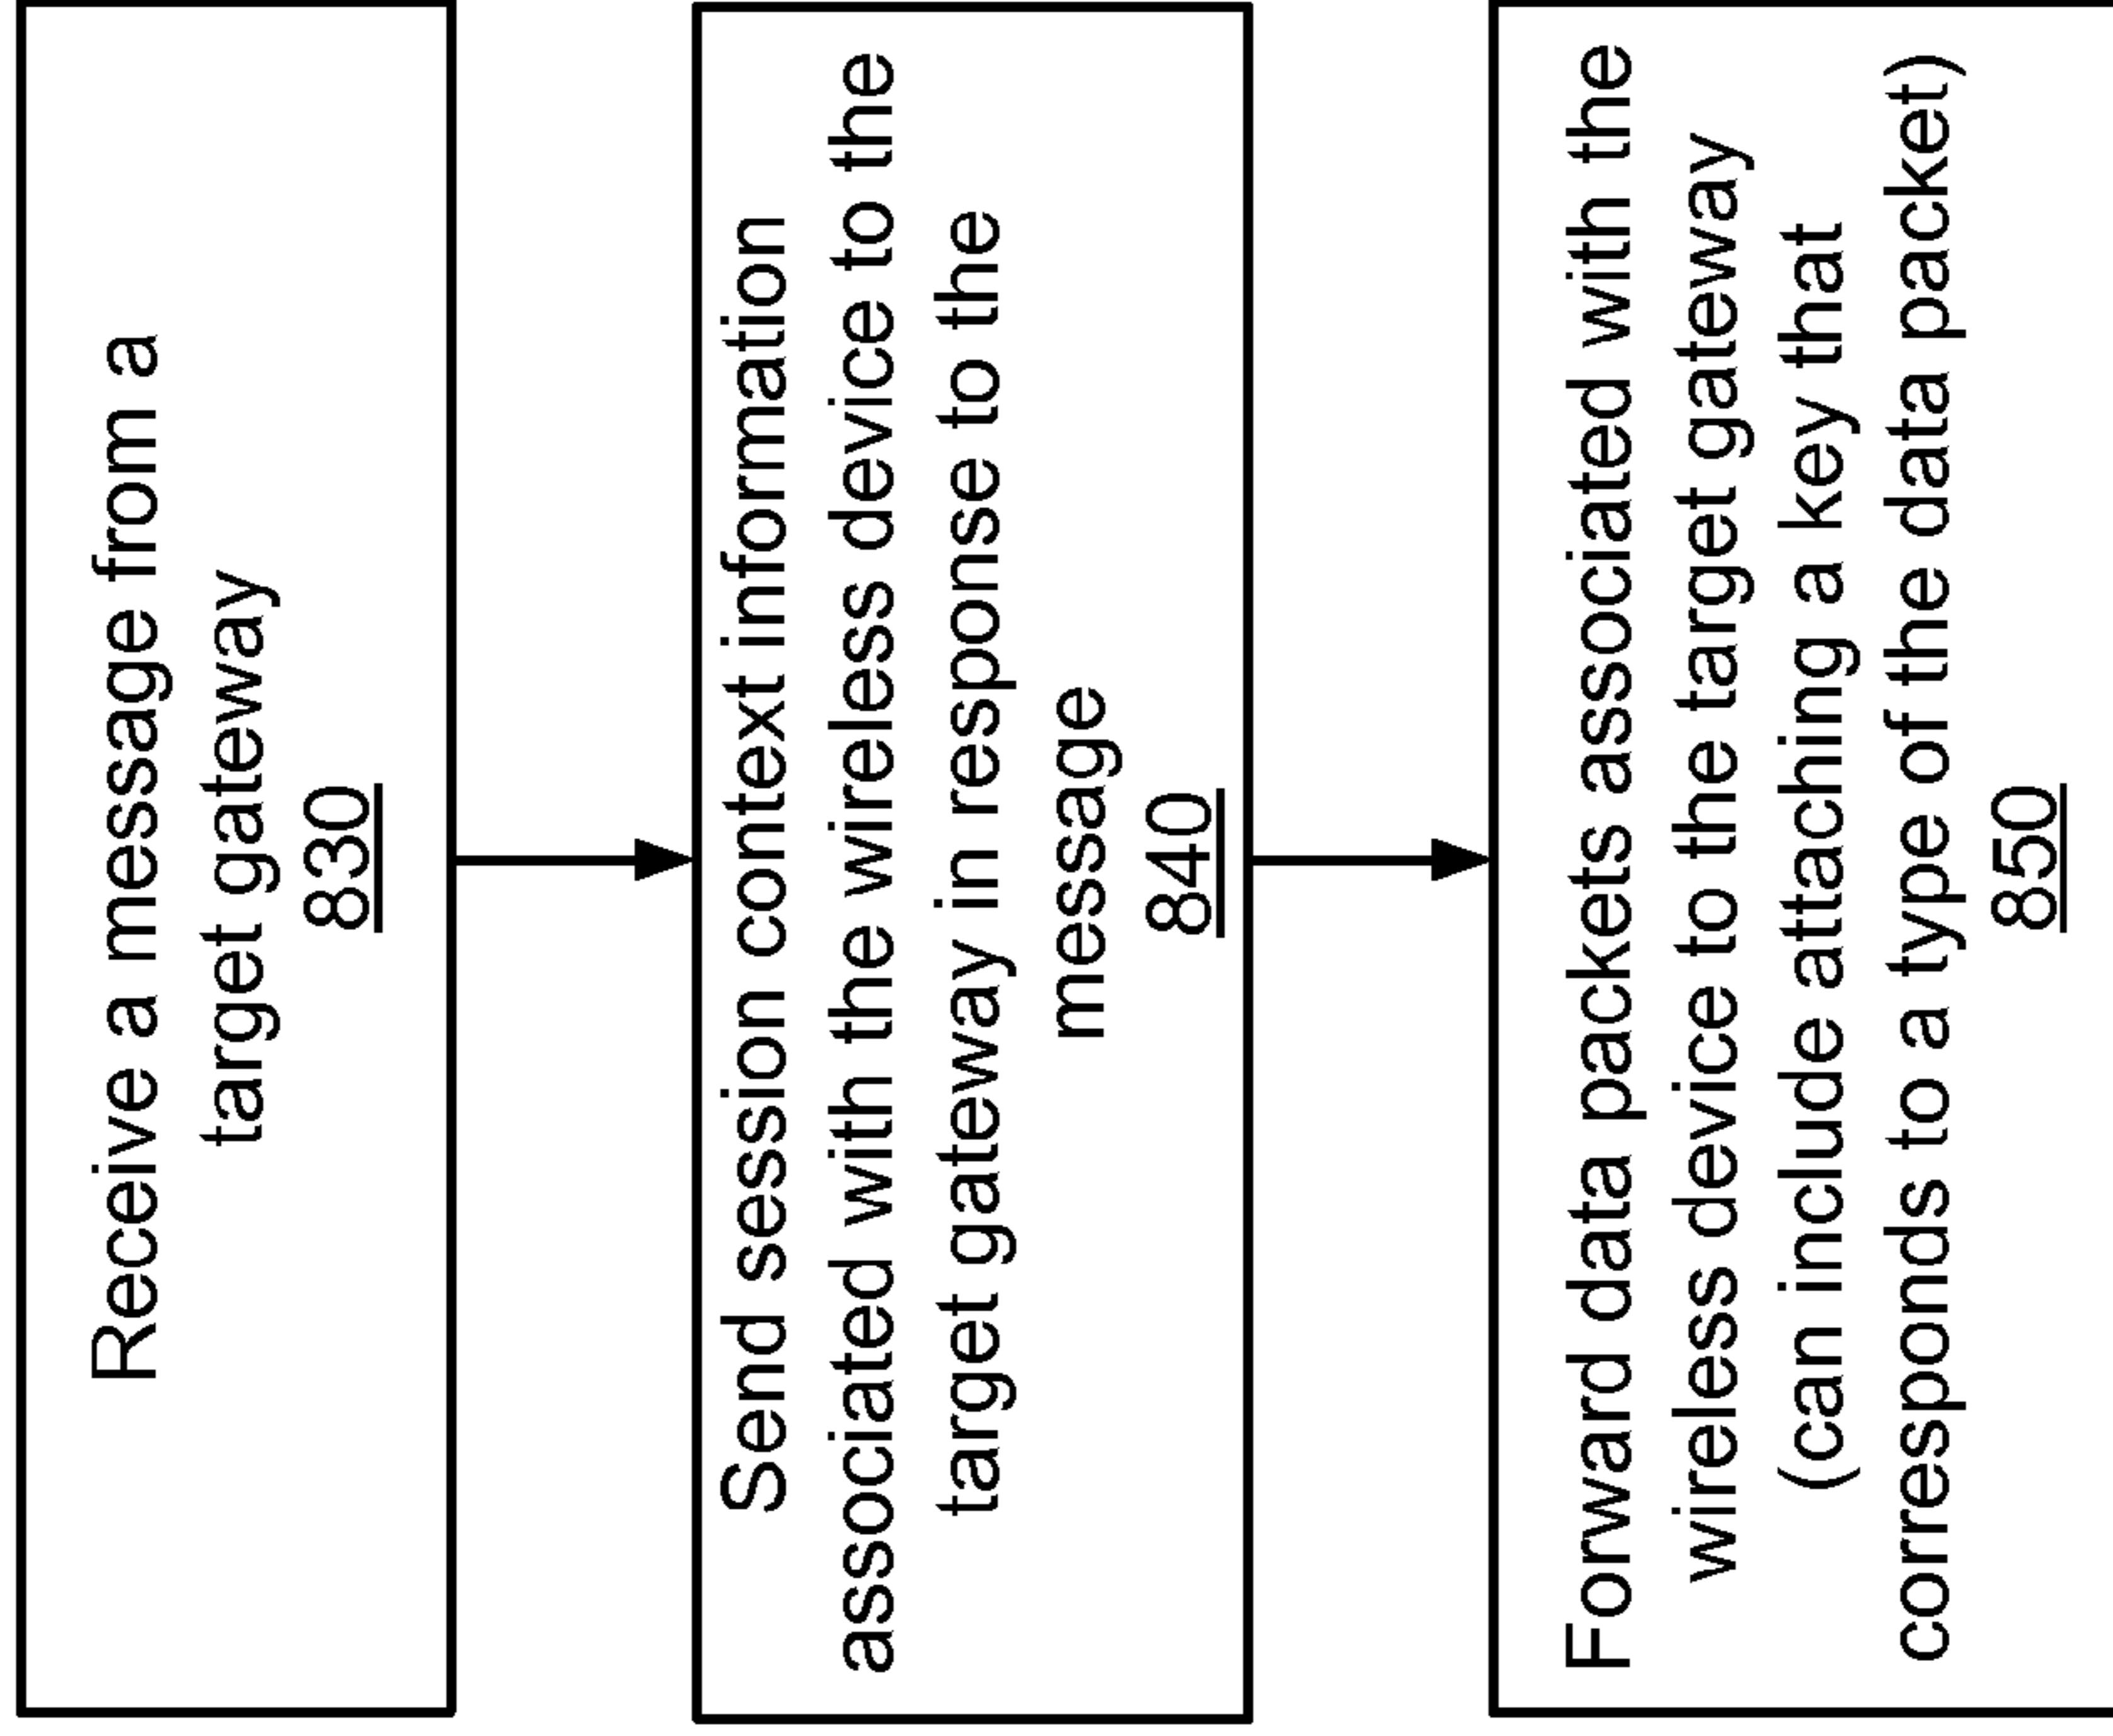 Receive a message from a
target gateway
830
Send session context information
associated with the wireless device to the
target gateway in response to the
message
840
Forward data packets associated with the
wireless device to the target gateway
(can include attaching a key that
corresponds to a type of the data packet)
850